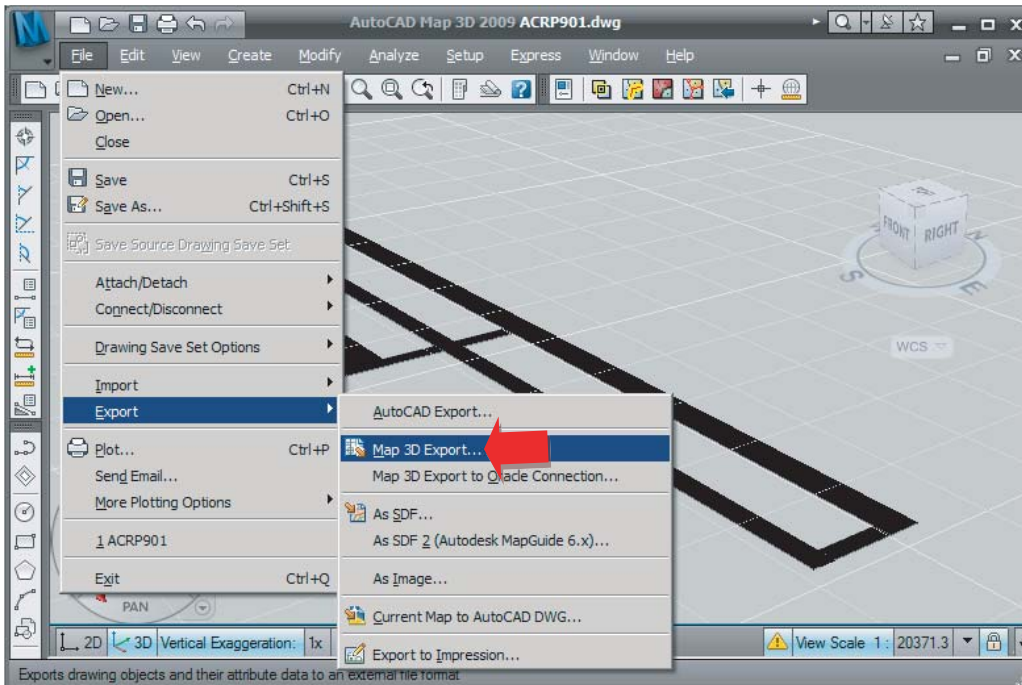 AutoCAD Map 3D 2009 ACRP901.dwg
File Edit View Create Modify Analyze Setup Express Window Help
New... Ctrl+N
Open... Ctrl+O
Close
Save Ctrl+S
Save As... Ctrl+Shift+S
Save Source Drawing Save Set
Attach/Detach
Connect/Disconnect
Drawing Save Set Options
Import
Export
Plot... Ctrl+P
Send Email...
More Plotting Options
1 ACRP901
Exit Ctrl+Q
AutoCAD Export...
Map 3D Export...
Map 3D Export to Oracle Connection...
As SDF...
As SDF 2 (Autodesk MapGuide 6.x)...
As Image...
Current Map to AutoCAD DWG...
Export to Impression...
FRONT RIGHT
S E
WCS
PAN
2D 3D Vertical Exaggeration: 1x View Scale 1: 20371.3
Exports drawing objects and their attribute data to an external file format